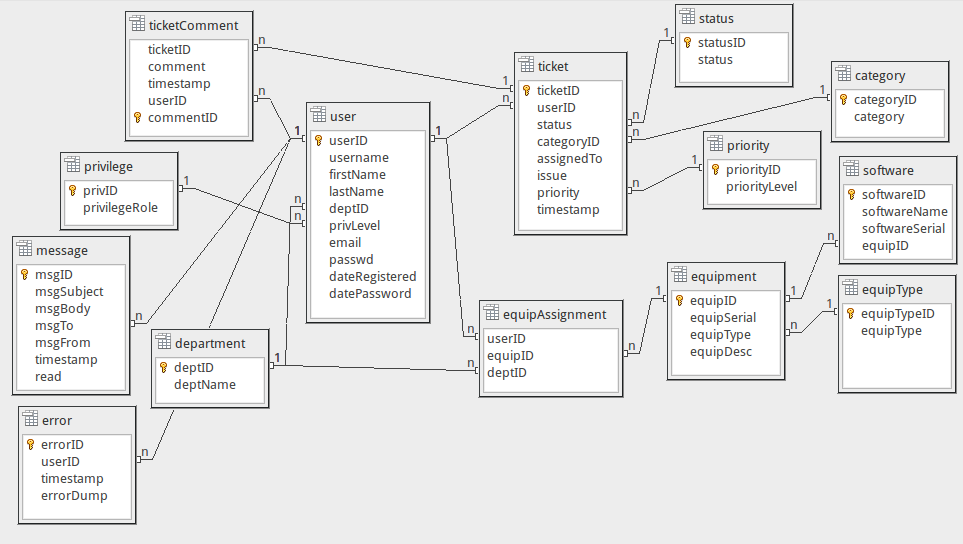 ticketComment
ticketID
comment
timestamp
userID
commentID
n
n
privilege
privID
privilegeRole
1
message
msgID
msgSubject
msgBody
msgTo
msgFrom
timestamp
read
n
error
errorID
userID
timestamp
errorDump
n
department
deptID
deptName
1
user
userID
username
firstName
lastName
deptID
privLevel
email
passwd
dateRegistered
datePassword
1
n
n
1
ticket
ticketID
userID
status
categoryID
assignedTo
issue
priority
timestamp
1
n
n
n
n
status
statusID
status
1
category
categoryID
category
1
priority
priorityID
priorityLevel
1
software
softwareID
softwareName
softwareSerial
equipID
n
equipAssignment
userID
equipID
deptID
n
n
n
equipment
equipID
equipSerial
equipType
equipDesc
1
1
n
equipType
equipTypeID
equipType
1